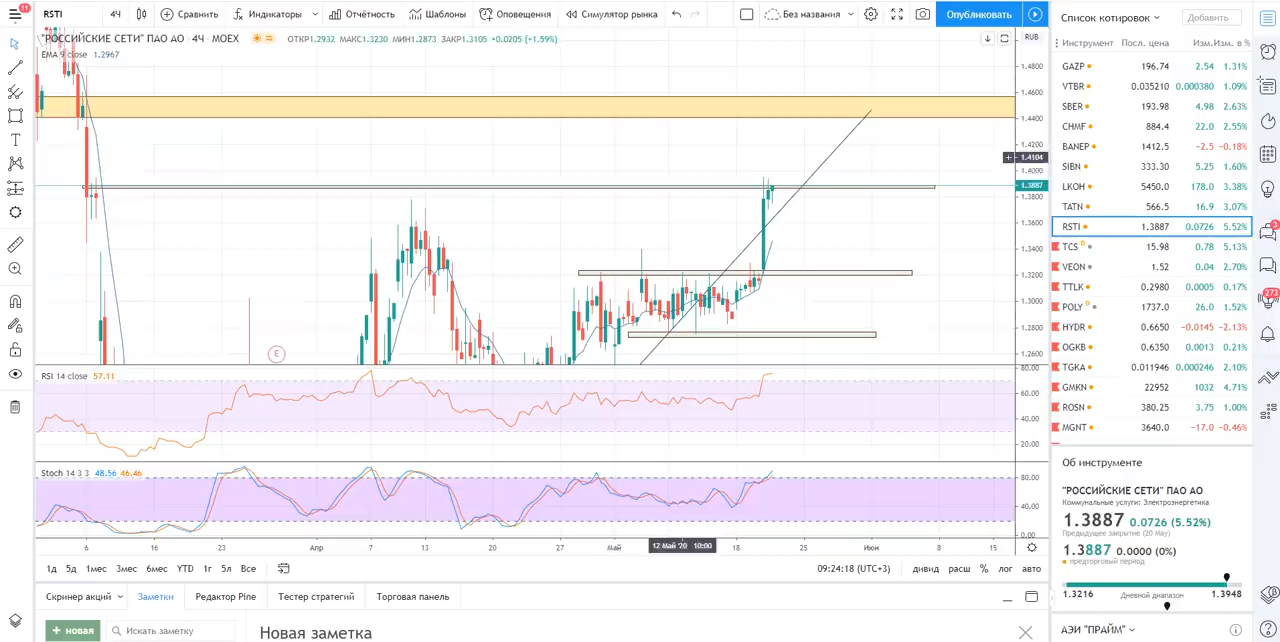 11
RSTI
4Ч
Сравнить
Индикаторы
Отчётность
Шаблоны
Оповещения
Симулятор рынка
Без названия
Опубликовать
"РОССИЙСКИЕ СЕТИ" ПАО АО · 4Ч · MOEX
ОТКР1.2932 МАКС1.3230 МИН1.2873 ЗАКР1.3105 +0.0205 (+1.59%)
EMA 9 close 1.2967
RUB
1.4800
1.4600
1.4400
1.4200
1.4104
1.4000
1.3887
1.3800
1.3600
1.3400
1.3200
1.3000
1.2800
1.2600
E
RSI 14 close 57.11
80.00
60.00
40.00
20.00
Stoch 14 3 3 48.56 46.46
80.00
40.00
0.00
6 16 23 Апр 7 13 20 27 Май 12 Май '20 10:00 18 25 Июн 8 15
1д 5д 1мес 3мес 6мес YTD 1г 5л Все
09:24:18 (UTC+3)
дивид расш % лог авто
Скринер акций
Заметки
Редактор Pine
Тестер стратегий
Торговая панель
+ новая
Искать заметку
Новая заметка
Список котировок
Добавить
Инструмент Посл. цена Изм. Изм. в %
GAZP 196.74 2.54 1.31%
VTBR 0.035210 0.000380 1.09%
SBER 193.98 4.98 2.63%
CHMF 884.4 22.0 2.55%
BANEP 1412.5 −2.5 −0.18%
SIBN 333.30 5.25 1.60%
LKOH 5450.0 178.0 3.38%
TATN 566.5 16.9 3.07%
RSTI 1.3887 0.0726 5.52%
TCS D 15.98 0.78 5.13%
VEON 1.52 0.04 2.70%
TTLK 0.2980 0.0005 0.17%
POLY D 1737.0 26.0 1.52%
HYDR 0.6650 −0.0145 −2.13%
OGKB 0.6350 0.0013 0.21%
TGKA 0.011946 0.000246 2.10%
GMKN 22952 1032 4.71%
ROSN 380.25 3.75 1.00%
MGNT 3640.0 −17.0 −0.46%
Об инструменте
"РОССИЙСКИЕ СЕТИ" ПАО АО
Коммунальные услуги: Электроэнергетика
1.3887 0.0726 (5.52%)
Предыдущее закрытие (20 May)
1.3887 0.0000 (0%)
предторговый период
1.3216 Дневной диапазон 1.3948
АЭИ "ПРАЙМ"
3
273